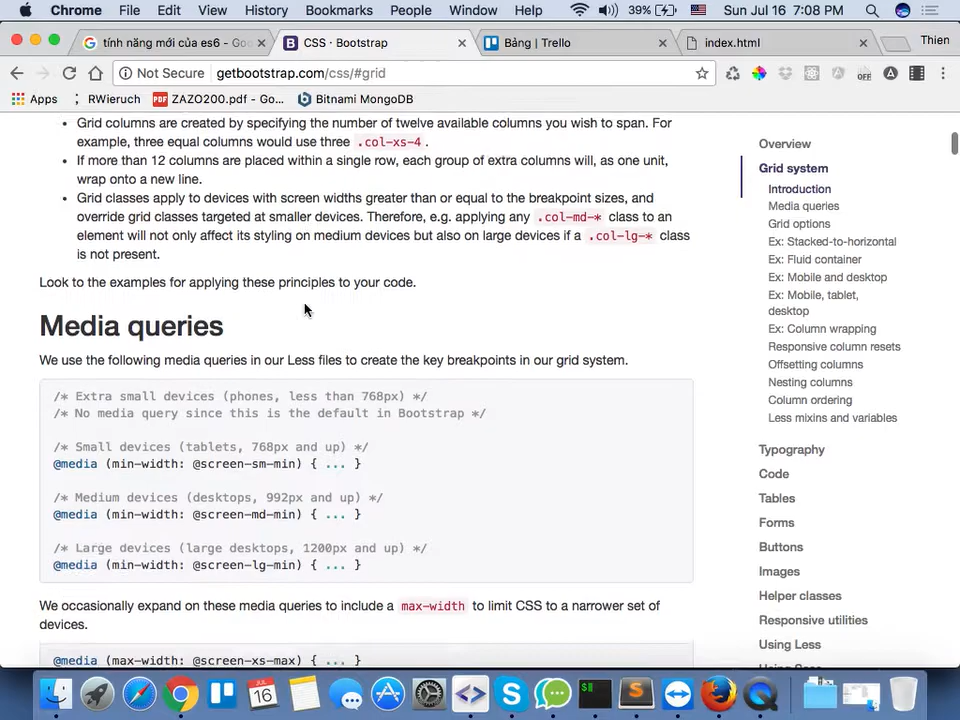 Chrome File Edit View History Bookmarks People Window Help 39% Sun Jul 16 7:08 PM
tính năng mới của es6 - Goo × CSS · Bootstrap × Bảng | Trello × index.html × Thien
Not Secure getbootstrap.com/css/#grid OFF
Apps RWieruch ZAZO200.pdf - Go... Bitnami MongoDB
• Grid columns are created by specifying the number of twelve available columns you wish to span. For
example, three equal columns would use three .col-xs-4 .
• If more than 12 columns are placed within a single row, each group of extra columns will, as one unit,
wrap onto a new line.
• Grid classes apply to devices with screen widths greater than or equal to the breakpoint sizes, and
override grid classes targeted at smaller devices. Therefore, e.g. applying any .col-md-* class to an
element will not only affect its styling on medium devices but also on large devices if a .col-lg-* class
is not present.
Look to the examples for applying these principles to your code.
Media queries
We use the following media queries in our Less files to create the key breakpoints in our grid system.
/* Extra small devices (phones, less than 768px) */
/* No media query since this is the default in Bootstrap */
/* Small devices (tablets, 768px and up) */
@media (min-width: @screen-sm-min) { ... }
/* Medium devices (desktops, 992px and up) */
@media (min-width: @screen-md-min) { ... }
/* Large devices (large desktops, 1200px and up) */
@media (min-width: @screen-lg-min) { ... }
We occasionally expand on these media queries to include a max-width to limit CSS to a narrower set of
devices.
@media (max-width: @screen-xs-max) { ... }
Overview
Grid system
Introduction
Media queries
Grid options
Ex: Stacked-to-horizontal
Ex: Fluid container
Ex: Mobile and desktop
Ex: Mobile, tablet,
desktop
Ex: Column wrapping
Responsive column resets
Offsetting columns
Nesting columns
Column ordering
Less mixins and variables
Typography
Code
Tables
Forms
Buttons
Images
Helper classes
Responsive utilities
Using Less
JUL
16